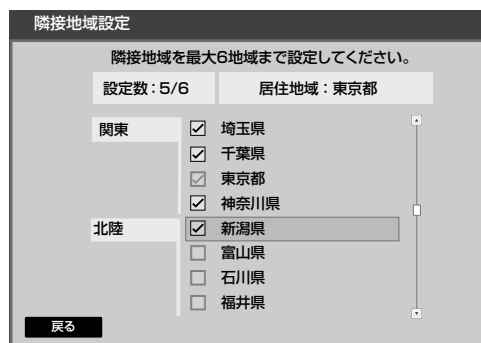 隣接地域設定
隣接地域を最大6地域まで設定してください。
設定数：5/6 居住地域：東京都
関東 埼玉県
千葉県
東京都
神奈川県
北陸 新潟県
富山県
石川県
福井県
戻る